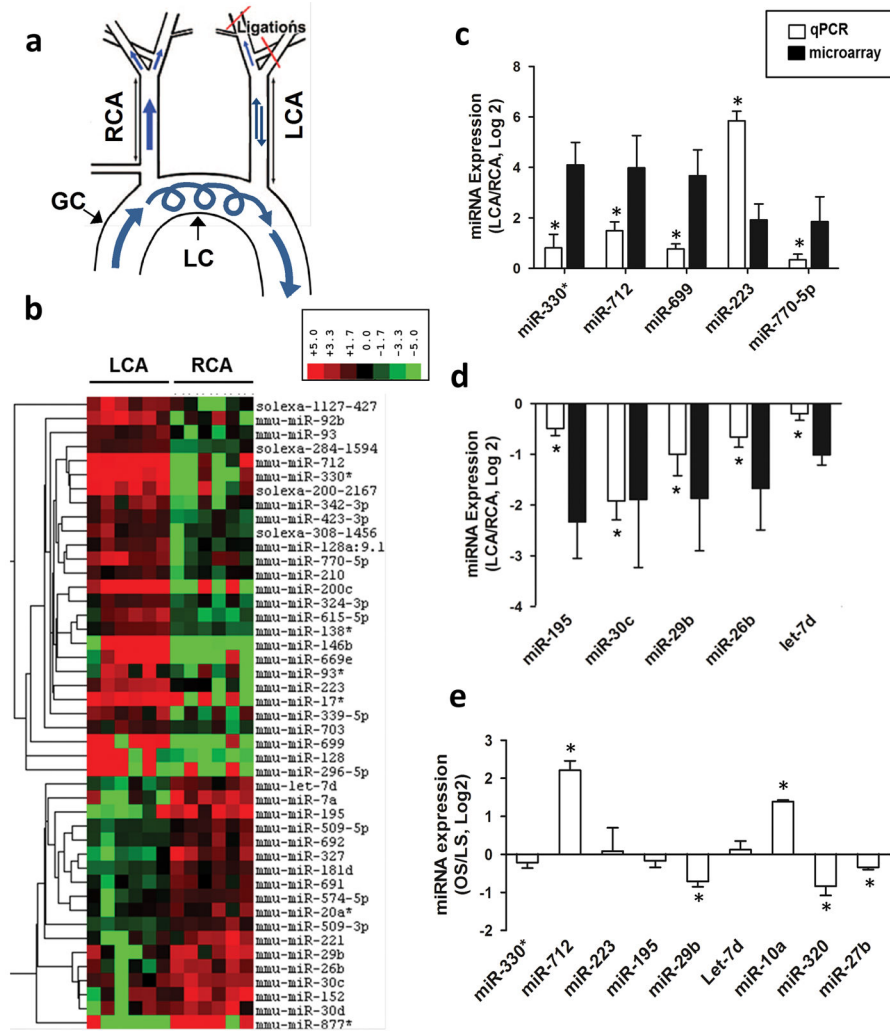 a
Ligations
RCA
LCA
GC
LC
b
+5.0
+3.3
+1.7
0.0
-1.7
-3.3
-5.0
LCA RCA
solexa-1127-427
mmu-miR-92b
mmu-miR-93
solexa-284-1594
mmu-miR-712
mmu-miR-330*
solexa-200-2167
mmu-miR-342-3p
mmu-miR-423-3p
solexa-308-1456
mmu-miR-128a:9.1
mmu-miR-770-5p
mmu-miR-210
mmu-miR-200c
mmu-miR-324-3p
mmu-miR-615-5p
mmu-miR-138*
mmu-miR-146b
mmu-miR-669e
mmu-miR-93*
mmu-miR-223
mmu-miR-17*
mmu-miR-339-5p
mmu-miR-703
mmu-miR-699
mmu-miR-128
mmu-miR-296-5p
mmu-let-7d
mmu-miR-7a
mmu-miR-195
mmu-miR-509-5p
mmu-miR-692
mmu-miR-327
mmu-miR-181d
mmu-miR-691
mmu-miR-574-5p
mmu-miR-20a*
mmu-miR-509-3p
mmu-miR-221
mmu-miR-29b
mmu-miR-26b
mmu-miR-30c
mmu-miR-152
mmu-miR-30d
mmu-miR-877*
c
qPCR
microarray
miRNA Expression
(LCA/RCA, Log 2)
8
6
4
2
0
* * * * *
miR-330* miR-712 miR-699 miR-223 miR-770-5p
d
miRNA Expression
(LCA/RCA, Log 2)
0
-1
-2
-3
-4
* * * * *
miR-195 miR-30c miR-29b miR-26b let-7d
e
miRNA expression
(OS/LS, Log2)
3
2
1
0
-1
-2
* * * * *
miR-330* miR-712 miR-223 miR-195 miR-29b Let-7d miR-10a miR-320 miR-27b